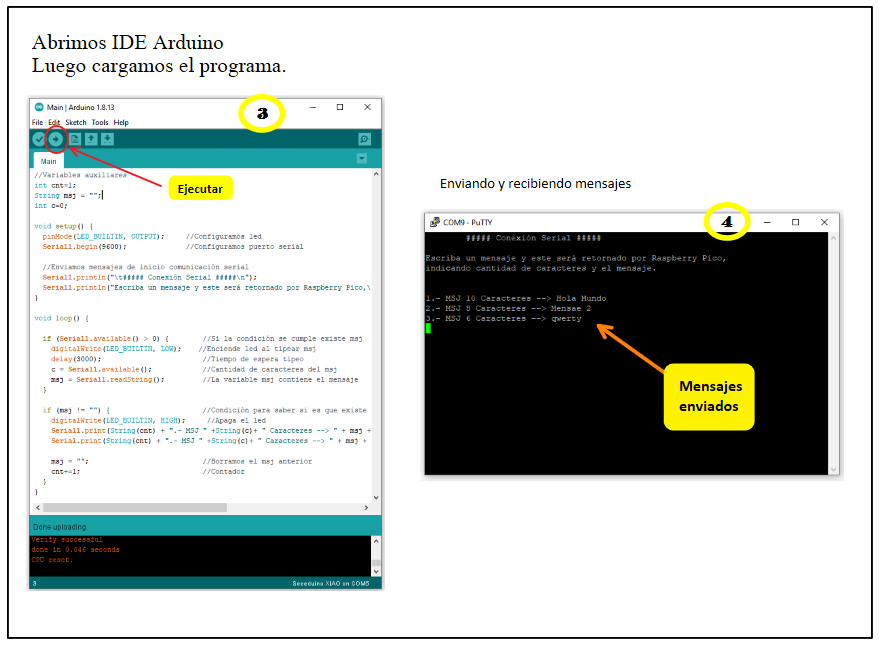 Abrimos IDE Arduino
Luego cargamos el programa.
Main | Arduino 1.8.13
3
File Edit Sketch Tools Help
Main
Ejecutar
//Variables auxiliares
int cnt=1;
String msj = "";
int c=0;
void setup() {
pinMode(LED_BUILTIN, OUTPUT); //Configuramos led
Serial1.begin(9600); //Configuramos puerto serial
//Enviamos mensajes de inicio comunicación serial
Serial1.println("\t##### Conexión Serial #####\n");
Serial1.println("Escriba un mensaje y este será retornado por Raspberry Pico,\
}
void loop() {
if (Serial1.available() > 0) { //Si la condición se cumple existe msj
digitalWrite(LED_BUILTIN, LOW); //Enciende led al tipear msj
delay(3000); //Tiempo de espera tipeo
c = Serial1.available(); //Cantidad de caracteres del msj
msj = Serial1.readString(); //La variable msj contiene el mensaje
}
if (msj != "") { //Condición para saber si es que existe
digitalWrite(LED_BUILTIN, HIGH); //Apaga el led
Serial.print(String(cnt) + ".- MSJ " +String(c)+ " Caracteres --> " + msj +
Serial1.print(String(cnt) + ".- MSJ " +String(c)+ " Caracteres --> " + msj +
msj = ""; //Borramos el msj anterior
cnt+=1; //Contador
}
}
Done uploading.
Verify successful
done in 0.046 seconds
CPU reset.
3 Seeeduino XIAO on COM5
Enviando y recibiendo mensajes
COM9 - PuTTY
4
##### Conexión Serial #####
Escriba un mensaje y este será retornado por Raspberry Pico,
indicando cantidad de caracteres y el mensaje.
1.- MSJ 10 Caracteres --> Hola Mundo
2.- MSJ 8 Caracteres --> Mensae 2
3.- MSJ 6 Caracteres --> qwerty
Mensajes
enviados